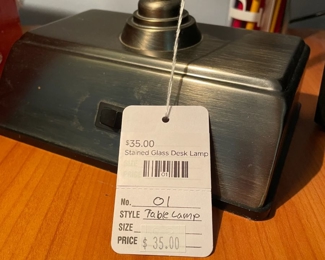 $35.00
Stained Glass Desk Lamp
No. 01
STYLE Table Lamp
SIZE
PRICE $ 35.00